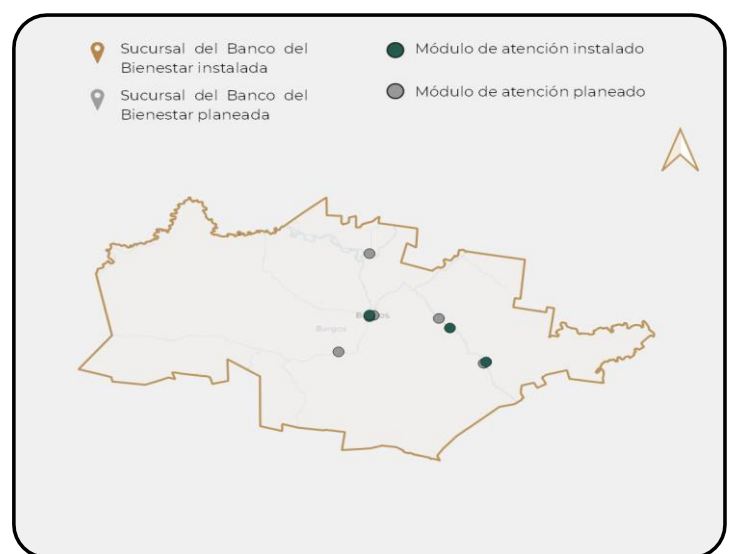 Sucursal del Banco del
Bienestar instalada
Sucursal del Banco del
Bienestar planeada
Módulo de atención instalado
Módulo de atención planeado
Burgos
Burgos